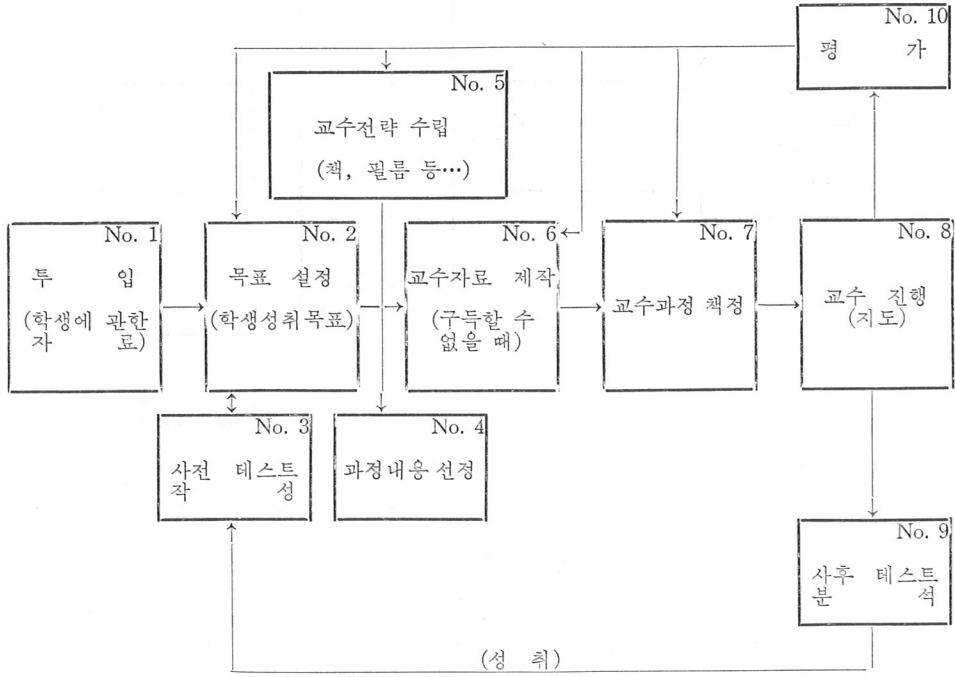 No. 10
평 가
No. 5
교수전략 수립
(책, 필름 등…)
No. 1
투 입
(학생에 관한
자 료)
No. 2
목표 설정
(학생성취목표)
No. 6
교수자료 제작
(구득할 수
없을 때)
No. 7
교수과정 책정
No. 8
교수 진행
(지도)
No. 3
사전 테스트
작 성
No. 4
과정내용 선정
No. 9
사후 테스트
분 석
(성 취)